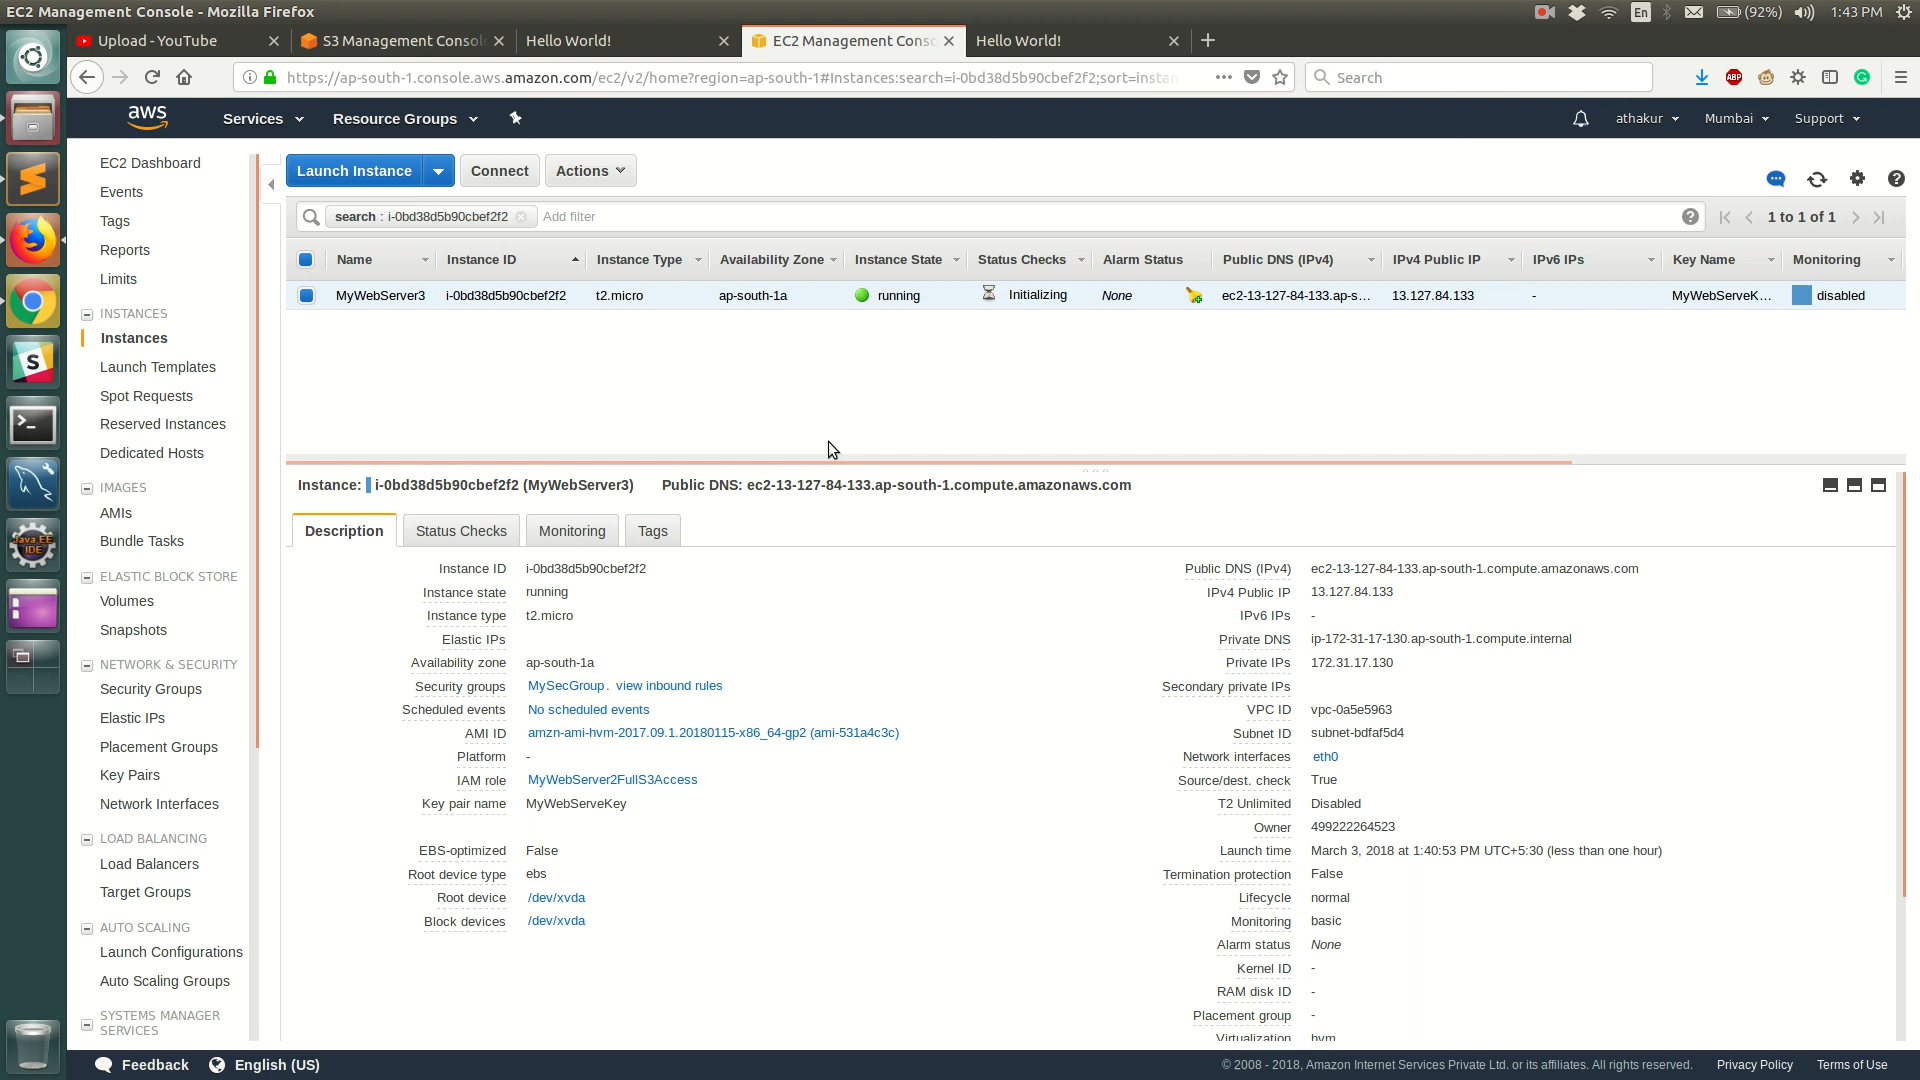 EC2 Management Console - Mozilla Firefox
En
(92%)
1:43 PM
Upload - YouTube
S3 Management Consol
Hello World!
EC2 Management Conso
Hello World!
https://ap-south-1.console.aws.amazon.com/ec2/v2/home?region=ap-south-1#Instances:search=i-0bd38d5b90cbef2f2;sort=instan
Search
ABP
aws
Services
Resource Groups
athakur
Mumbai
Support
EC2 Dashboard
Events
Tags
Reports
Limits
INSTANCES
Instances
Launch Templates
Spot Requests
Reserved Instances
Dedicated Hosts
IMAGES
AMIs
Bundle Tasks
ELASTIC BLOCK STORE
Volumes
Snapshots
NETWORK & SECURITY
Security Groups
Elastic IPs
Placement Groups
Key Pairs
Network Interfaces
LOAD BALANCING
Load Balancers
Target Groups
AUTO SCALING
Launch Configurations
Auto Scaling Groups
SYSTEMS MANAGER
SERVICES
Java EE
IDE
Launch Instance
Connect
Actions
search : i-0bd38d5b90cbef2f2
Add filter
1 to 1 of 1
Name Instance ID Instance Type Availability Zone Instance State Status Checks Alarm Status Public DNS (IPv4) IPv4 Public IP IPv6 IPs Key Name Monitoring
MyWebServer3 i-0bd38d5b90cbef2f2 t2.micro ap-south-1a running Initializing None ec2-13-127-84-133.ap-s... 13.127.84.133 - MyWebServeK... disabled
Instance: i-0bd38d5b90cbef2f2 (MyWebServer3) Public DNS: ec2-13-127-84-133.ap-south-1.compute.amazonaws.com
Description
Status Checks
Monitoring
Tags
Instance ID i-0bd38d5b90cbef2f2
Instance state running
Instance type t2.micro
Elastic IPs
Availability zone ap-south-1a
Security groups MySecGroup. view inbound rules
Scheduled events No scheduled events
AMI ID amzn-ami-hvm-2017.09.1.20180115-x86_64-gp2 (ami-531a4c3c)
Platform -
IAM role MyWebServer2FullS3Access
Key pair name MyWebServeKey
EBS-optimized False
Root device type ebs
Root device /dev/xvda
Block devices /dev/xvda
Public DNS (IPv4) ec2-13-127-84-133.ap-south-1.compute.amazonaws.com
IPv4 Public IP 13.127.84.133
IPv6 IPs -
Private DNS ip-172-31-17-130.ap-south-1.compute.internal
Private IPs 172.31.17.130
Secondary private IPs
VPC ID vpc-0a5e5963
Subnet ID subnet-bdfaf5d4
Network interfaces eth0
Source/dest. check True
T2 Unlimited Disabled
Owner 499222264523
Launch time March 3, 2018 at 1:40:53 PM UTC+5:30 (less than one hour)
Termination protection False
Lifecycle normal
Monitoring basic
Alarm status None
Kernel ID -
RAM disk ID -
Placement group -
Virtualization hvm
Feedback
English (US)
© 2008 - 2018, Amazon Internet Services Private Ltd. or its affiliates. All rights reserved.
Privacy Policy
Terms of Use